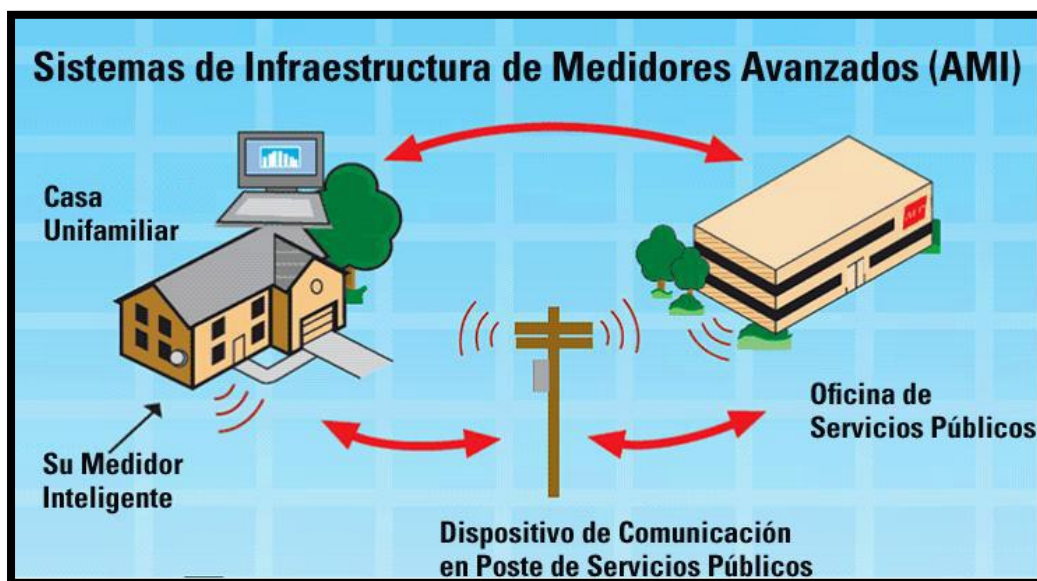 Sistemas de Infraestructura de Medidores Avanzados (AMI)
Casa
Unifamiliar
Oficina de
Servicios Públicos
Su Medidor
Inteligente
Dispositivo de Comunicación
en Poste de Servicios Públicos